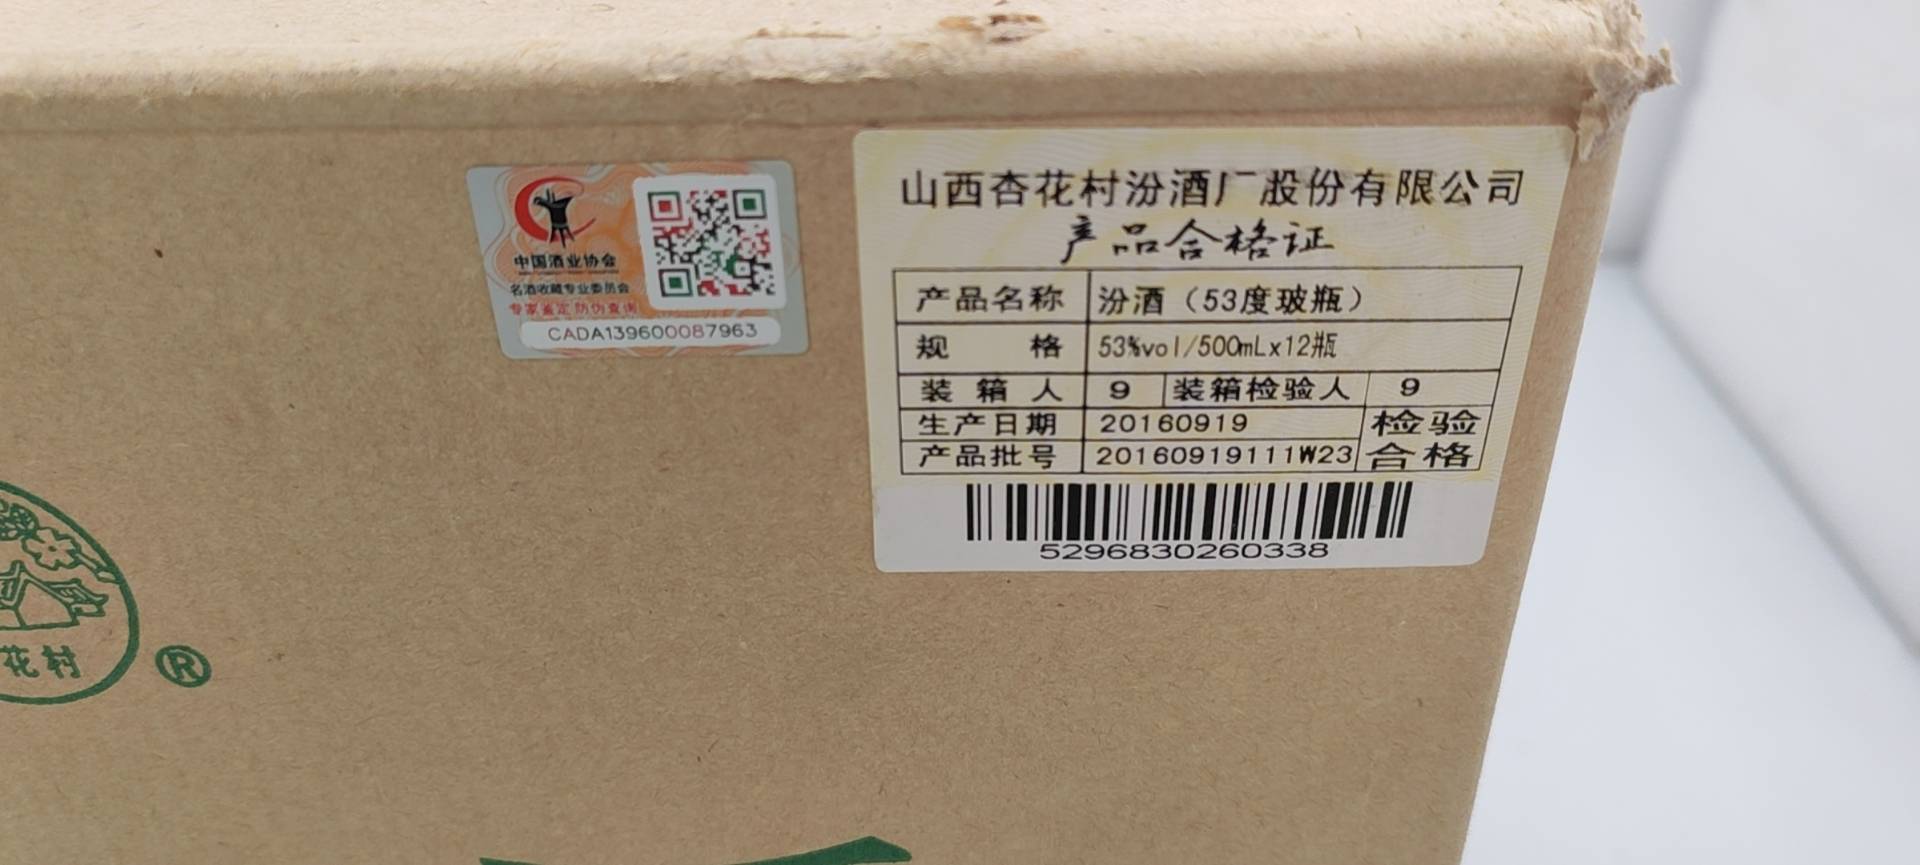 中国酒业协会
名酒收藏专业委员会
专家鉴定 防伪查询
CADA139600087963
山西杏花村汾酒厂股份有限公司
产品合格证
产品名称 汾酒（53度玻瓶）
规 格 53%vol/500mLx12瓶
装箱人 9 装箱检验人 9
生产日期 20160919 检验
产品批号 20160919111W23 合格
5296830260338
花村
®